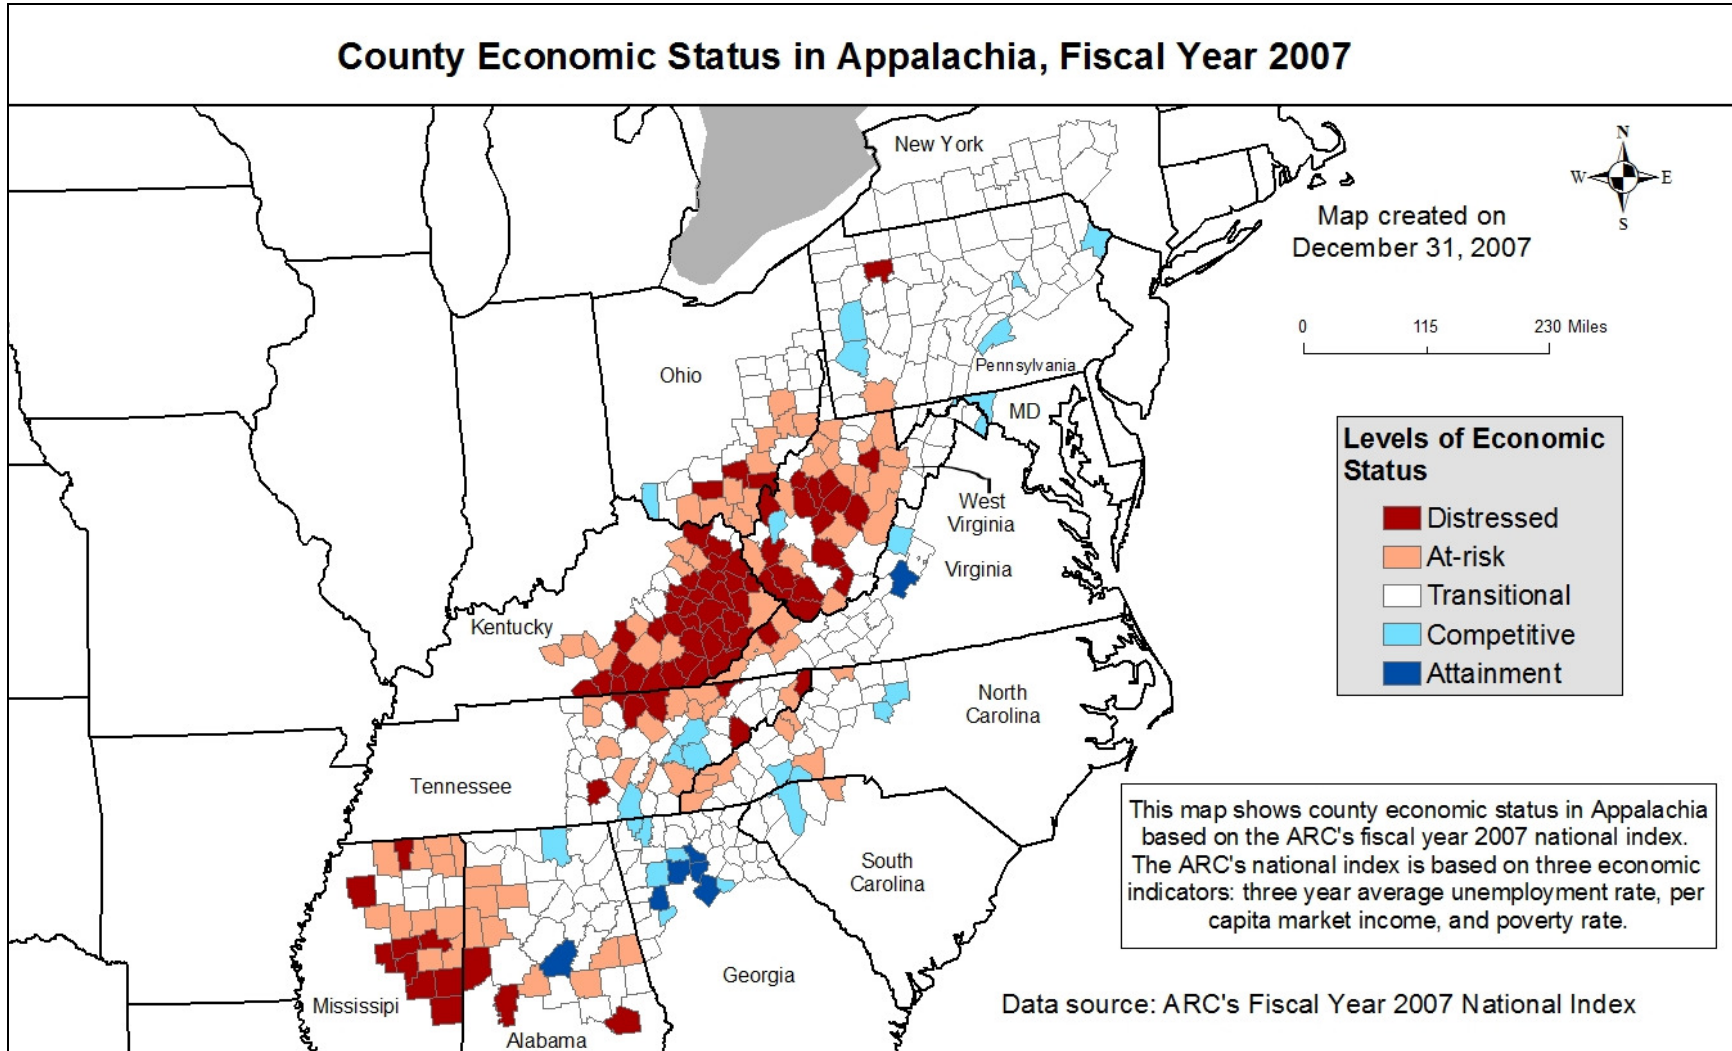 County Economic Status in Appalachia, Fiscal Year 2007
New York
N
W
E
S
Map created on
December 31, 2007
0 115 230 Miles
Pennsylvania
Ohio
MD
Levels of Economic
Status
Distressed
At-risk
Transitional
Competitive
Attainment
West
Virginia
Virginia
Kentucky
North
Carolina
Tennessee
This map shows county economic status in Appalachia
based on the ARC's fiscal year 2007 national index.
The ARC's national index is based on three economic
indicators: three year average unemployment rate, per
capita market income, and poverty rate.
South
Carolina
Georgia
Mississipi
Alabama
Data source: ARC's Fiscal Year 2007 National Index